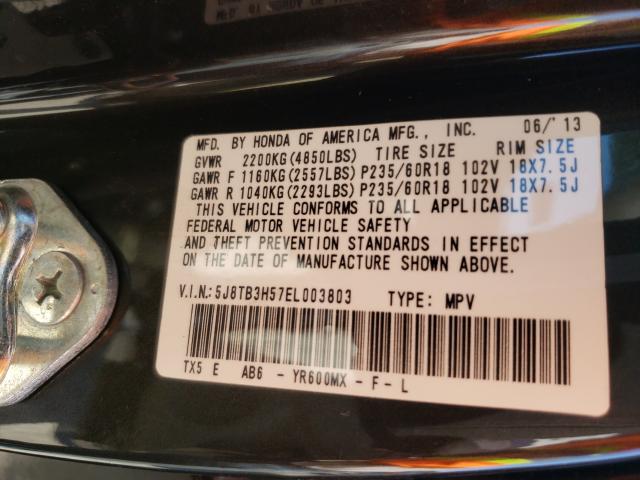 MFD. BY HONDA OF AMERICA MFG., INC. 06/'13
GVWR 2200KG(4850LBS) TIRE SIZE RIM SIZE
GAWR F 1160KG(2557LBS) P235/60R18 102V 18X7.5J
GAWR R 1040KG(2293LBS) P235/60R18 102V 18X7.5J
THIS VEHICLE CONFORMS TO ALL APPLICABLE
FEDERAL MOTOR VEHICLE SAFETY
AND THEFT PREVENTION STANDARDS IN EFFECT
ON THE DATE OF MANUFACTURE SHOWN ABOVE.
V.I.N.: 5J8TB3H57EL003803 TYPE: MPV
TX5 E AB6 - YR600MX - F - L